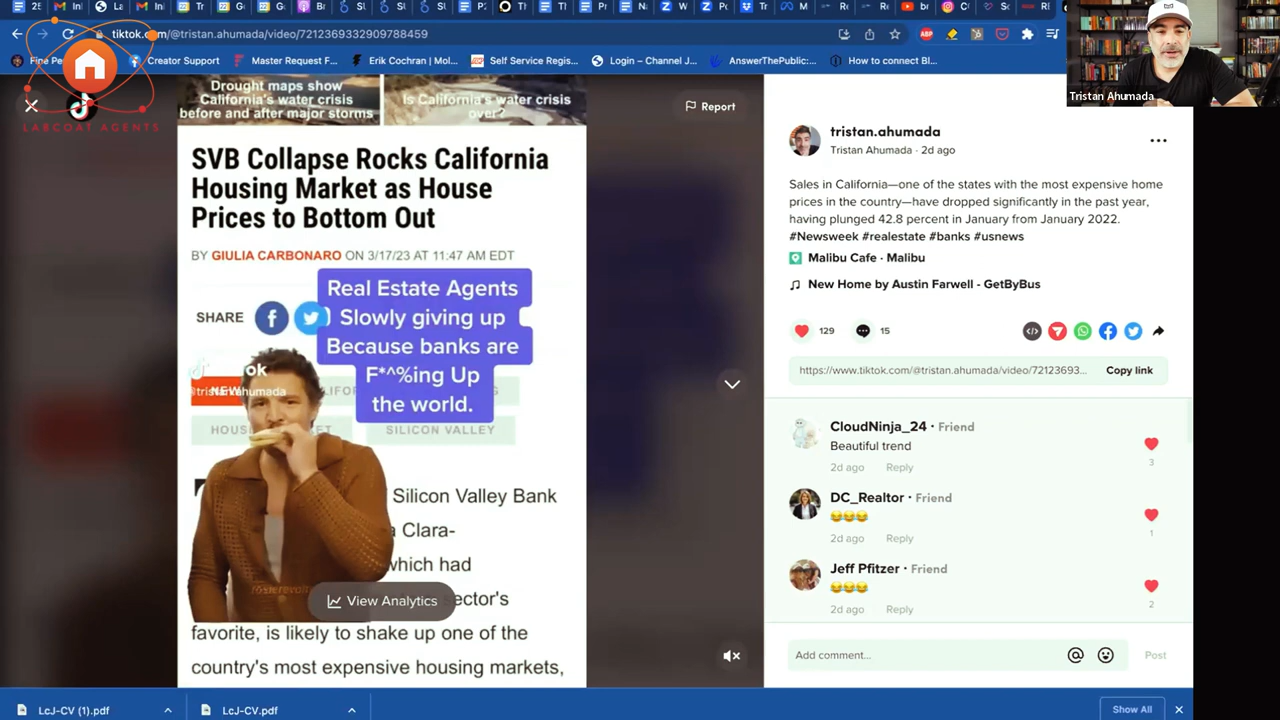 tiktok.com/@tristan.ahumada/video/7212369332909788459
Creator Support
Master Request F...
Erik Cochran | Mol...
Self Service Regis...
Login – Channel J...
AnswerThePublic:...
How to connect Bl...
LABCOAT AGENTS
Tristan Ahumada
Drought maps show
California's water crisis
before and after major storms
Is California's water crisis
over?
Report
SVB Collapse Rocks California
Housing Market as House
Prices to Bottom Out
BY GIULIA CARBONARO ON 3/17/23 AT 11:47 AM EDT
SHARE
Real Estate Agents
Slowly giving up
Because banks are
F*^%ing Up
the world.
SILICON VALLEY
Silicon Valley Bank
which had
View Analytics
favorite, is likely to shake up one of the
country's most expensive housing markets,
tristan.ahumada
Tristan Ahumada · 2d ago
Sales in California—one of the states with the most expensive home
prices in the country—have dropped significantly in the past year,
having plunged 42.8 percent in January from January 2022.
#Newsweek #realestate #banks #usnews
Malibu Cafe · Malibu
New Home by Austin Farwell - GetByBus
129
15
https://www.tiktok.com/@tristan.ahumada/video/72123693...
Copy link
CloudNinja_24 · Friend
Beautiful trend
2d ago Reply
3
DC_Realtor · Friend
😂😂😂
2d ago Reply
1
Jeff Pfitzer · Friend
😂😂😂
2d ago Reply
2
Add comment...
Post
LcJ-CV (1).pdf
LcJ-CV.pdf
Show All